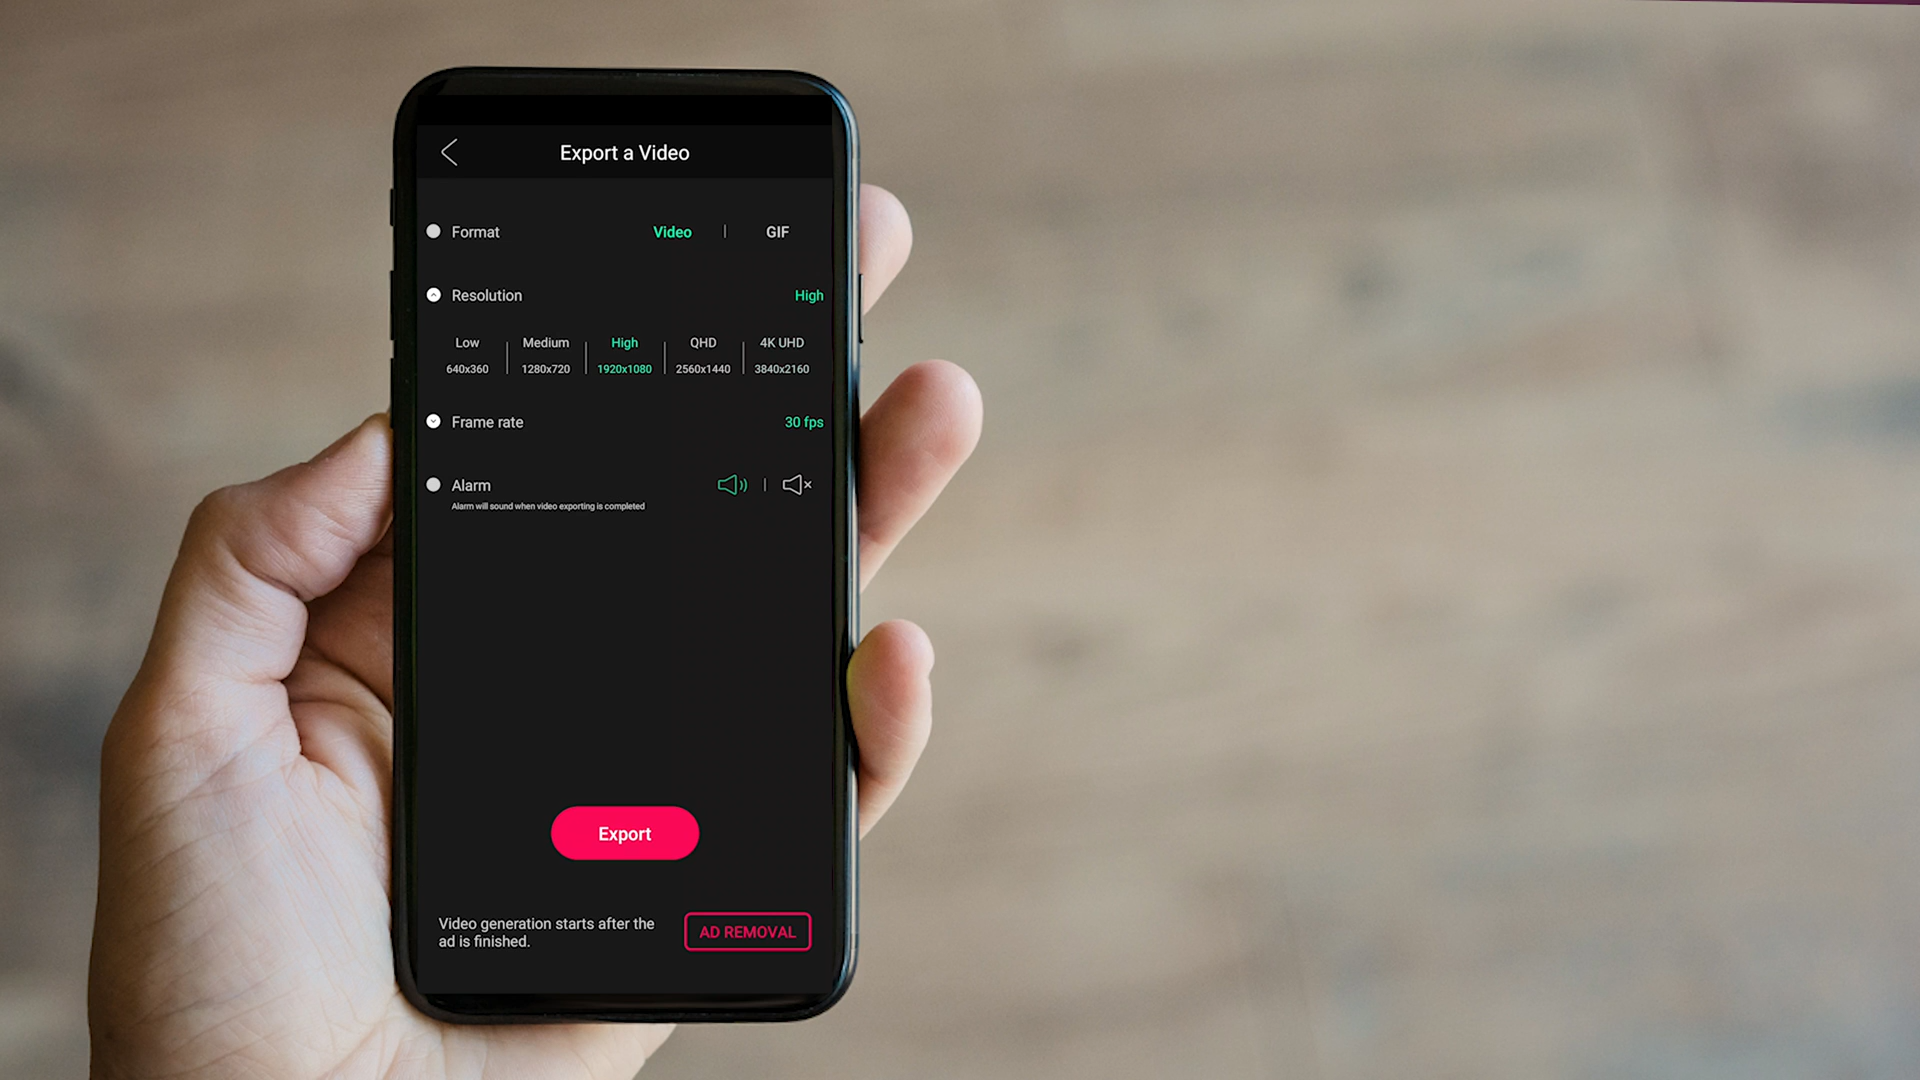 Export a Video
Format Video | GIF
Resolution High
Low Medium High QHD 4K UHD
640x360 1280x720 1920x1080 2560x1440 3840x2160
Frame rate 30 fps
Alarm
Alarm will sound when video exporting is completed
Export
Video generation starts after the
ad is finished.
AD REMOVAL